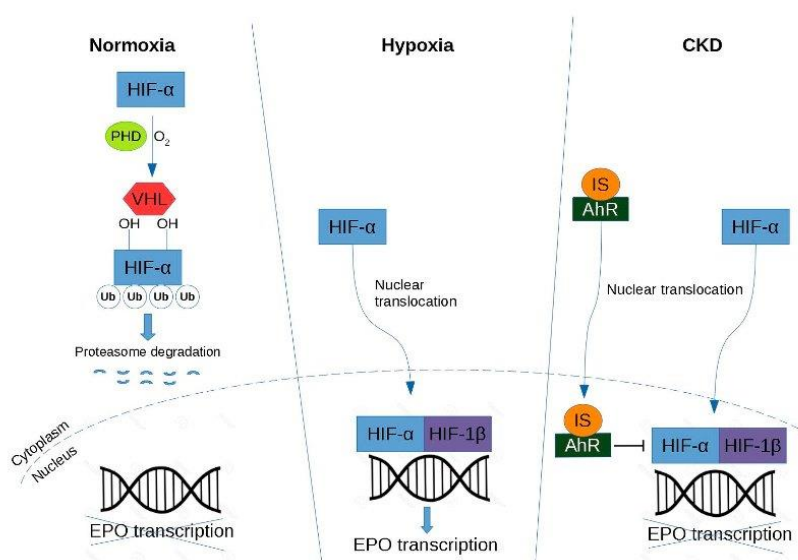 Normoxia
HIF-α
PHD
O₂
VHL
OH OH
HIF-α
Ub Ub Ub Ub
Proteasome degradation
Cytoplasm
Nucleus
EPO transcription
Hypoxia
HIF-α
Nuclear
translocation
HIF-α HIF-1β
EPO transcription
CKD
IS
AhR
HIF-α
Nuclear translocation
IS
AhR
HIF-α HIF-1β
EPO transcription